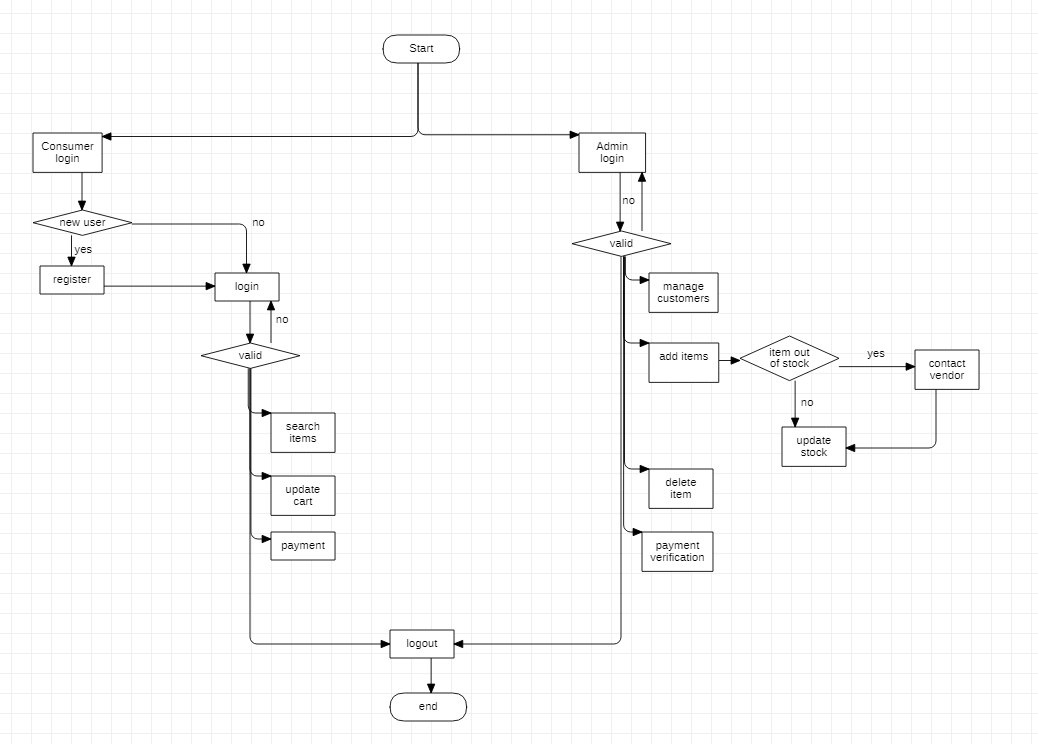 Start
Consumer
login
Admin
login
no
new user
no
yes
valid
register
login
manage
customers
no
valid
add items
item out
of stock
yes
contact
vendor
no
search
items
update
stock
update
cart
delete
item
payment
payment
verification
logout
end